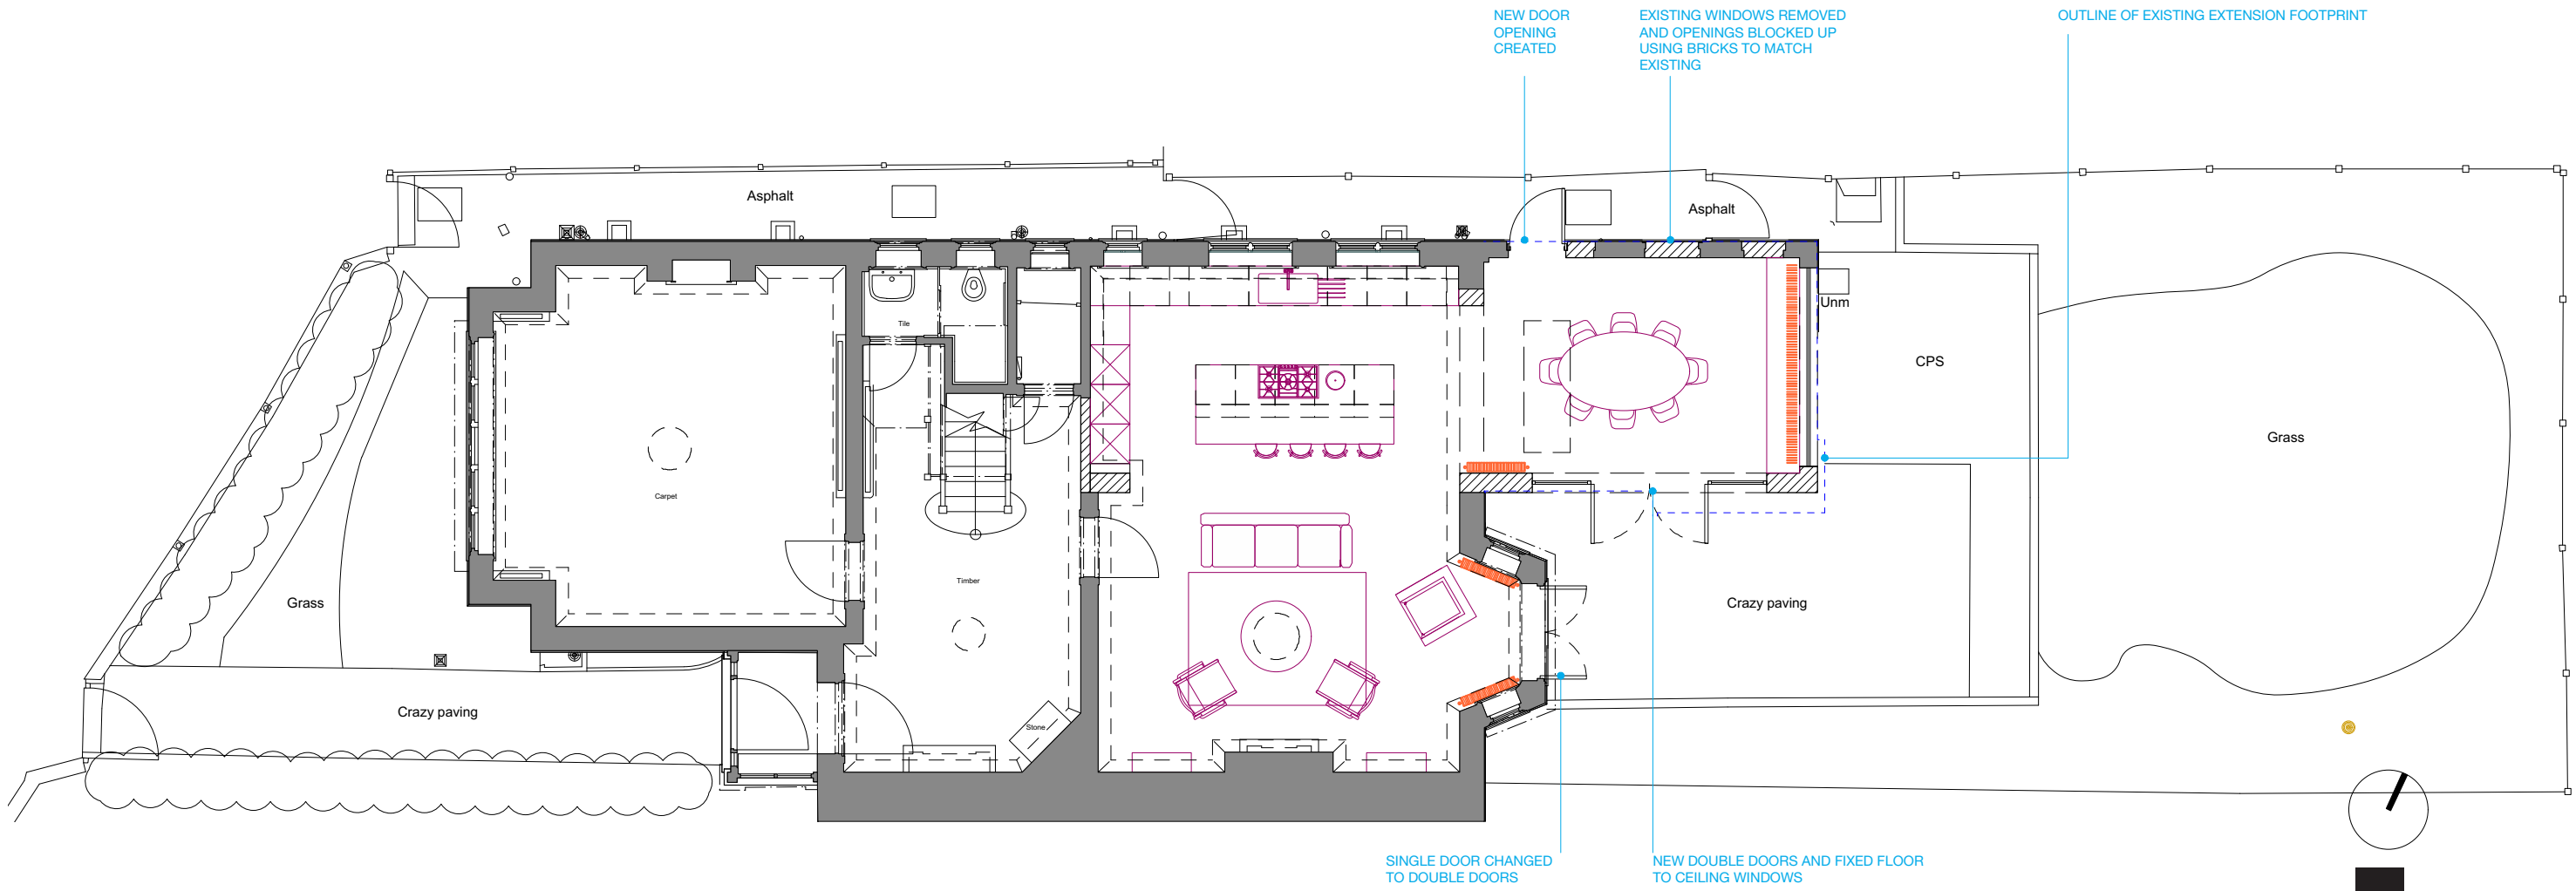 NEW DOOR
OPENING
CREATED
EXISTING WINDOWS REMOVED
AND OPENINGS BLOCKED UP
USING BRICKS TO MATCH
EXISTING
OUTLINE OF EXISTING EXTENSION FOOTPRINT
Asphalt
Asphalt
Unm
Tile
CPS
Grass
Carpet
Timber
Grass
Crazy paving
Crazy paving
Stone
SINGLE DOOR CHANGED
TO DOUBLE DOORS
NEW DOUBLE DOORS AND FIXED FLOOR
TO CEILING WINDOWS